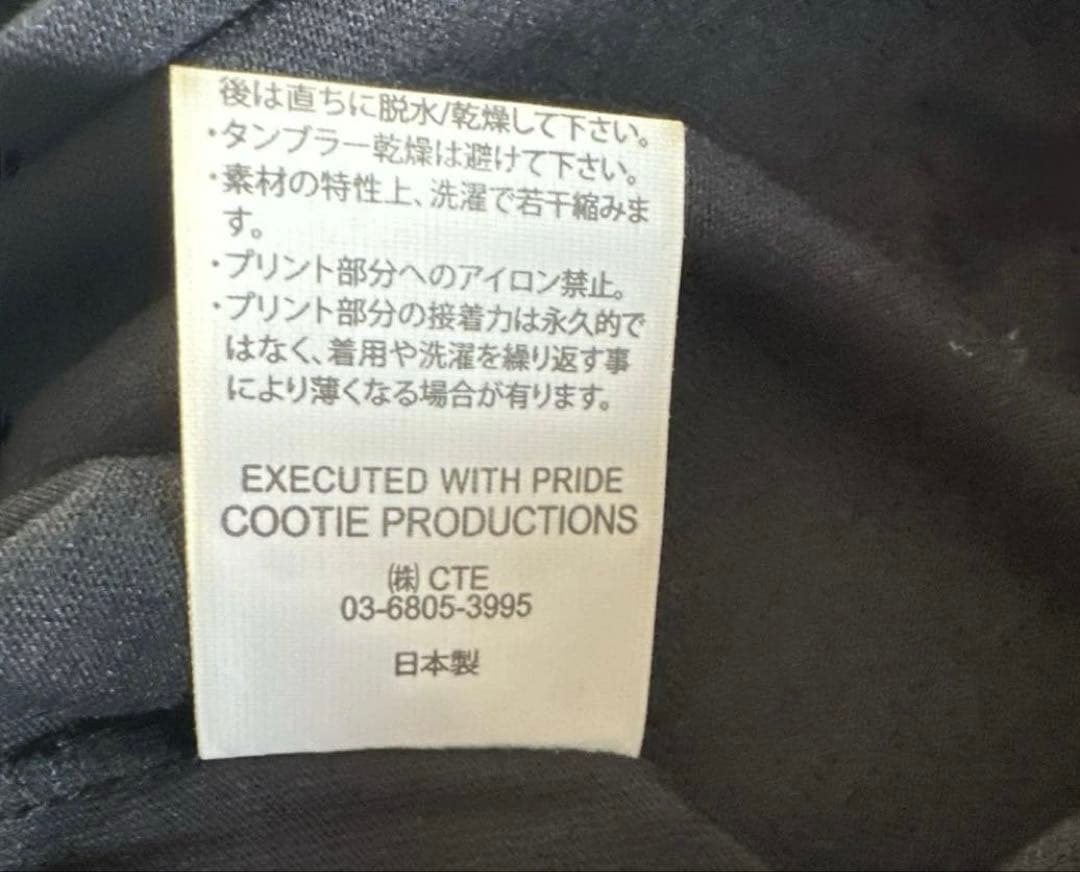 後は直ちに脱水/乾燥して下さい。
・タンブラー乾燥は避けて下さい。
・素材の特性上、洗濯で若干縮みま
す。
・プリント部分へのアイロン禁止。
・プリント部分の接着力は永久的で
はなく、着用や洗濯を繰り返す事
により薄くなる場合が有ります。
EXECUTED WITH PRIDE
COOTIE PRODUCTIONS
㈱ CTE
03-6805-3995
日本製